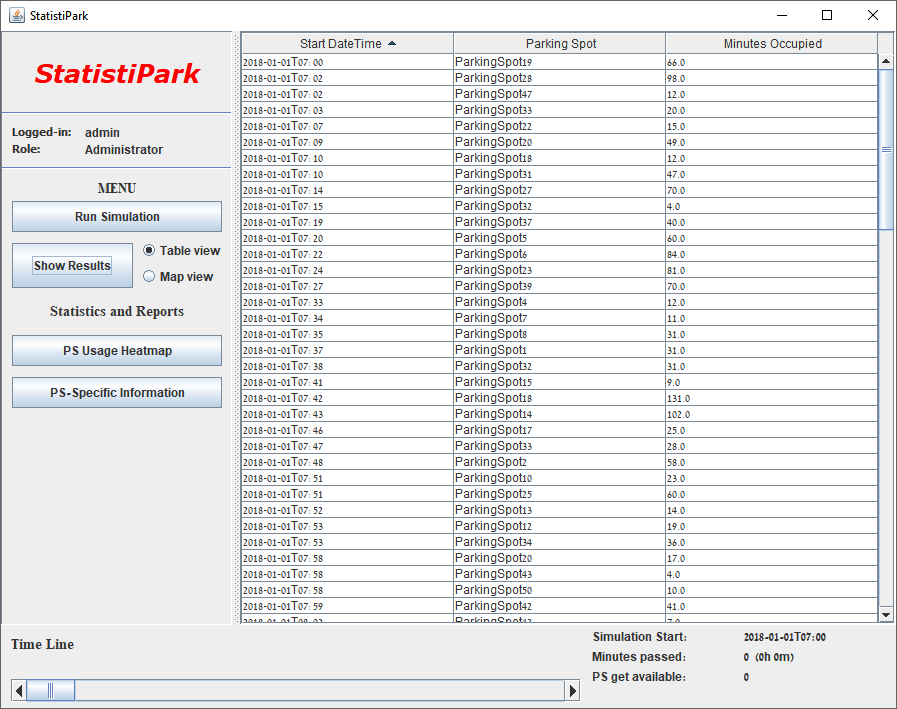 StatistiPark
StatistiPark
Logged-in: admin
Role: Administrator
MENU
Run Simulation
Show Results
Table view
Map view
Statistics and Reports
PS Usage Heatmap
PS-Specific Information
Start DateTime Parking Spot Minutes Occupied
2018-01-01T07:00 ParkingSpot19 66.0
2018-01-01T07:02 ParkingSpot28 98.0
2018-01-01T07:02 ParkingSpot47 12.0
2018-01-01T07:03 ParkingSpot33 20.0
2018-01-01T07:07 ParkingSpot22 15.0
2018-01-01T07:09 ParkingSpot20 49.0
2018-01-01T07:10 ParkingSpot18 12.0
2018-01-01T07:10 ParkingSpot31 47.0
2018-01-01T07:14 ParkingSpot27 70.0
2018-01-01T07:15 ParkingSpot32 4.0
2018-01-01T07:19 ParkingSpot37 40.0
2018-01-01T07:20 ParkingSpot5 60.0
2018-01-01T07:22 ParkingSpot6 84.0
2018-01-01T07:24 ParkingSpot23 81.0
2018-01-01T07:27 ParkingSpot39 70.0
2018-01-01T07:33 ParkingSpot4 12.0
2018-01-01T07:34 ParkingSpot7 11.0
2018-01-01T07:35 ParkingSpot8 31.0
2018-01-01T07:37 ParkingSpot1 31.0
2018-01-01T07:38 ParkingSpot32 31.0
2018-01-01T07:41 ParkingSpot15 9.0
2018-01-01T07:42 ParkingSpot18 131.0
2018-01-01T07:43 ParkingSpot14 102.0
2018-01-01T07:46 ParkingSpot17 25.0
2018-01-01T07:47 ParkingSpot33 28.0
2018-01-01T07:48 ParkingSpot2 58.0
2018-01-01T07:51 ParkingSpot10 23.0
2018-01-01T07:51 ParkingSpot25 60.0
2018-01-01T07:52 ParkingSpot13 14.0
2018-01-01T07:53 ParkingSpot12 19.0
2018-01-01T07:53 ParkingSpot34 36.0
2018-01-01T07:58 ParkingSpot20 17.0
2018-01-01T07:58 ParkingSpot43 4.0
2018-01-01T07:58 ParkingSpot50 10.0
2018-01-01T07:59 ParkingSpot42 41.0
Time Line
Simulation Start: 2018-01-01T07:00
Minutes passed: 0 (0h 0m)
PS get available: 0